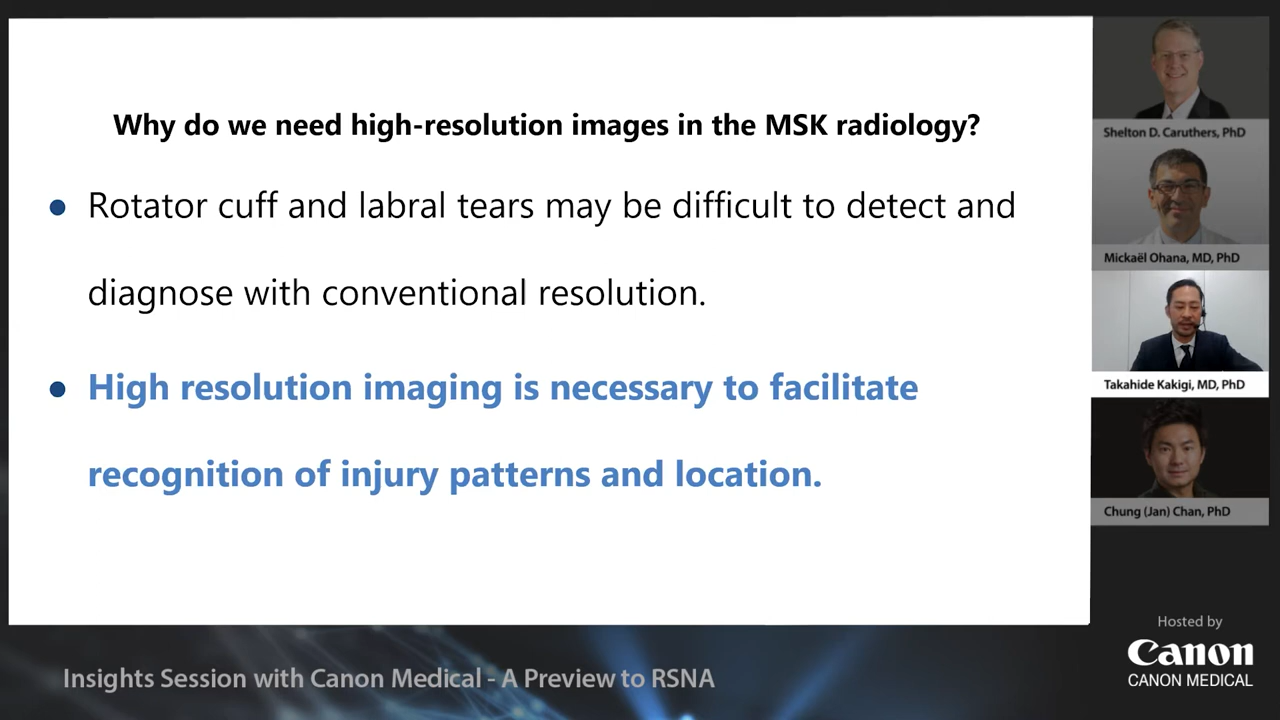 Why do we need high-resolution images in the MSK radiology?
● Rotator cuff and labral tears may be difficult to detect and
diagnose with conventional resolution.
● High resolution imaging is necessary to facilitate
recognition of injury patterns and location.
Shelton D. Caruthers, PhD
Mickaël Ohana, MD, PhD
Takahide Kakigi, MD, PhD
Chung (Jan) Chan, PhD
Insights Session with Canon Medical - A Preview to RSNA
Hosted by
Canon
CANON MEDICAL